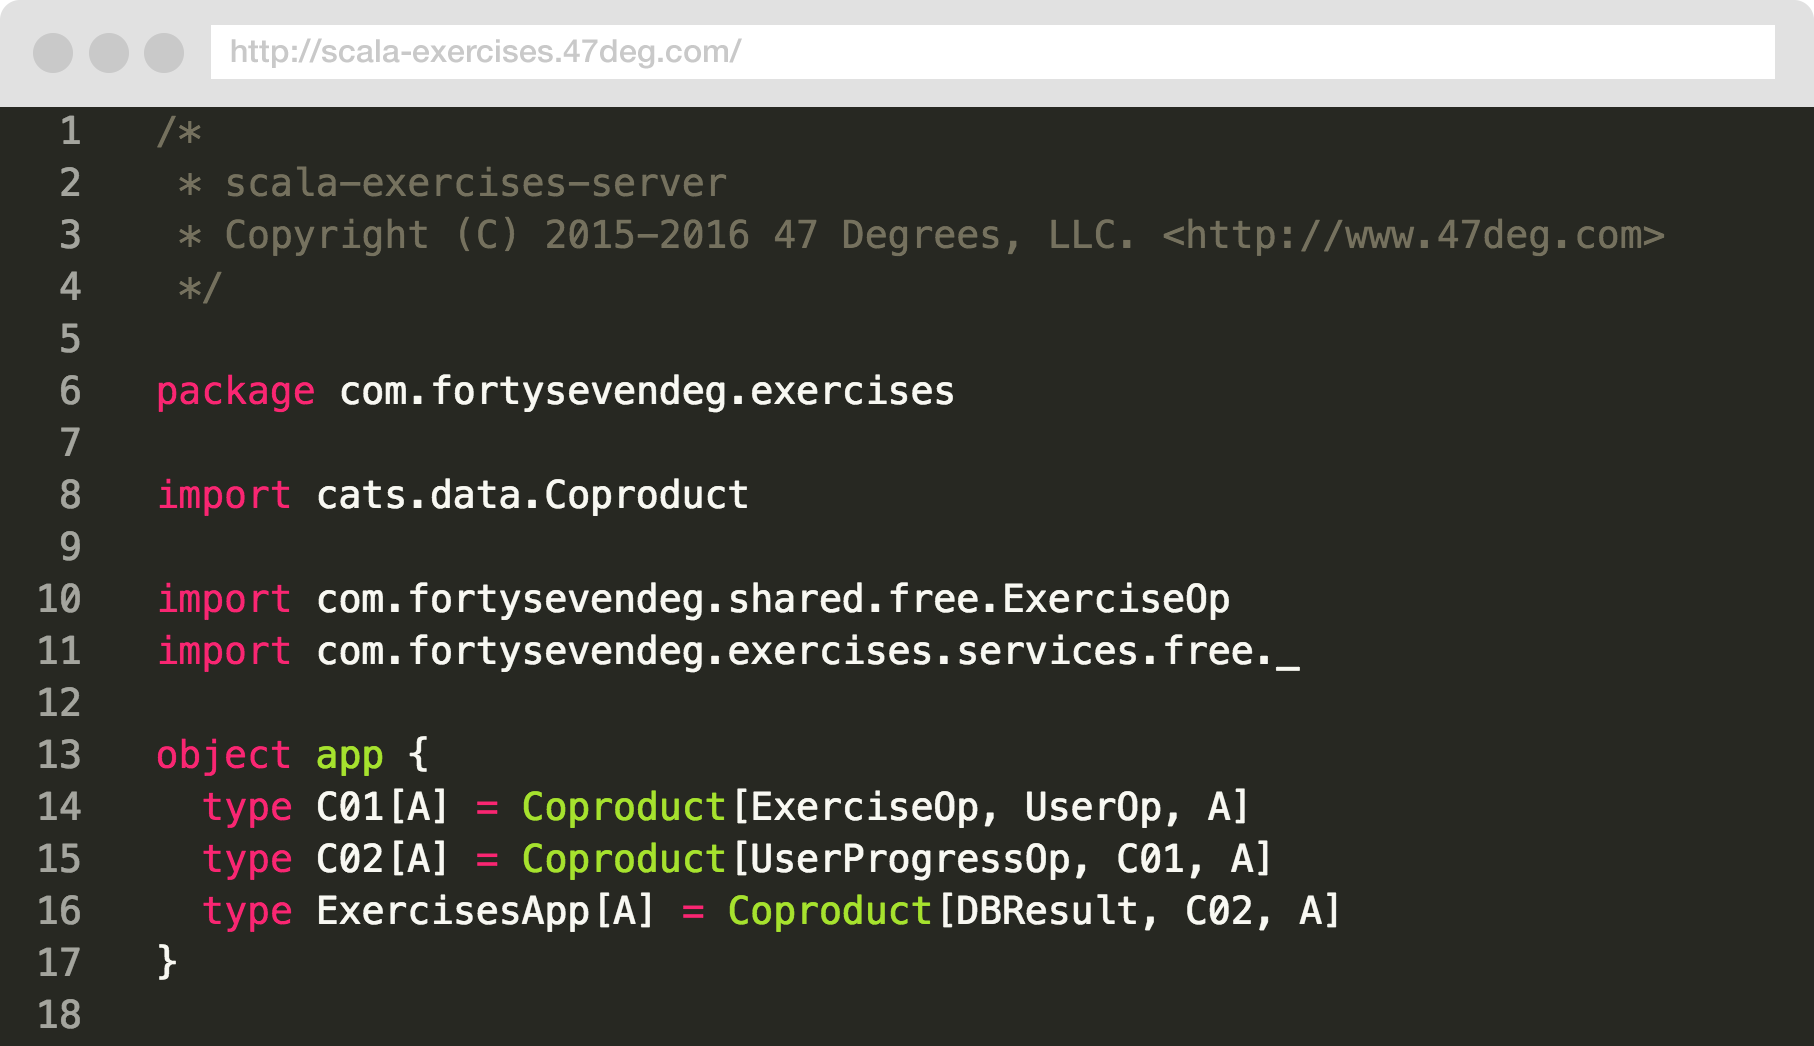 http://scala-exercises.47deg.com/
1 /*
2  * scala-exercises-server
3  * Copyright (C) 2015-2016 47 Degrees, LLC. <http://www.47deg.com>
4  */
5
6 package com.fortysevendeg.exercises
7
8 import cats.data.Coproduct
9
10 import com.fortysevendeg.shared.free.ExerciseOp
11 import com.fortysevendeg.exercises.services.free._
12
13 object app {
14   type C01[A] = Coproduct[ExerciseOp, UserOp, A]
15   type C02[A] = Coproduct[UserProgressOp, C01, A]
16   type ExercisesApp[A] = Coproduct[DBResult, C02, A]
17 }
18